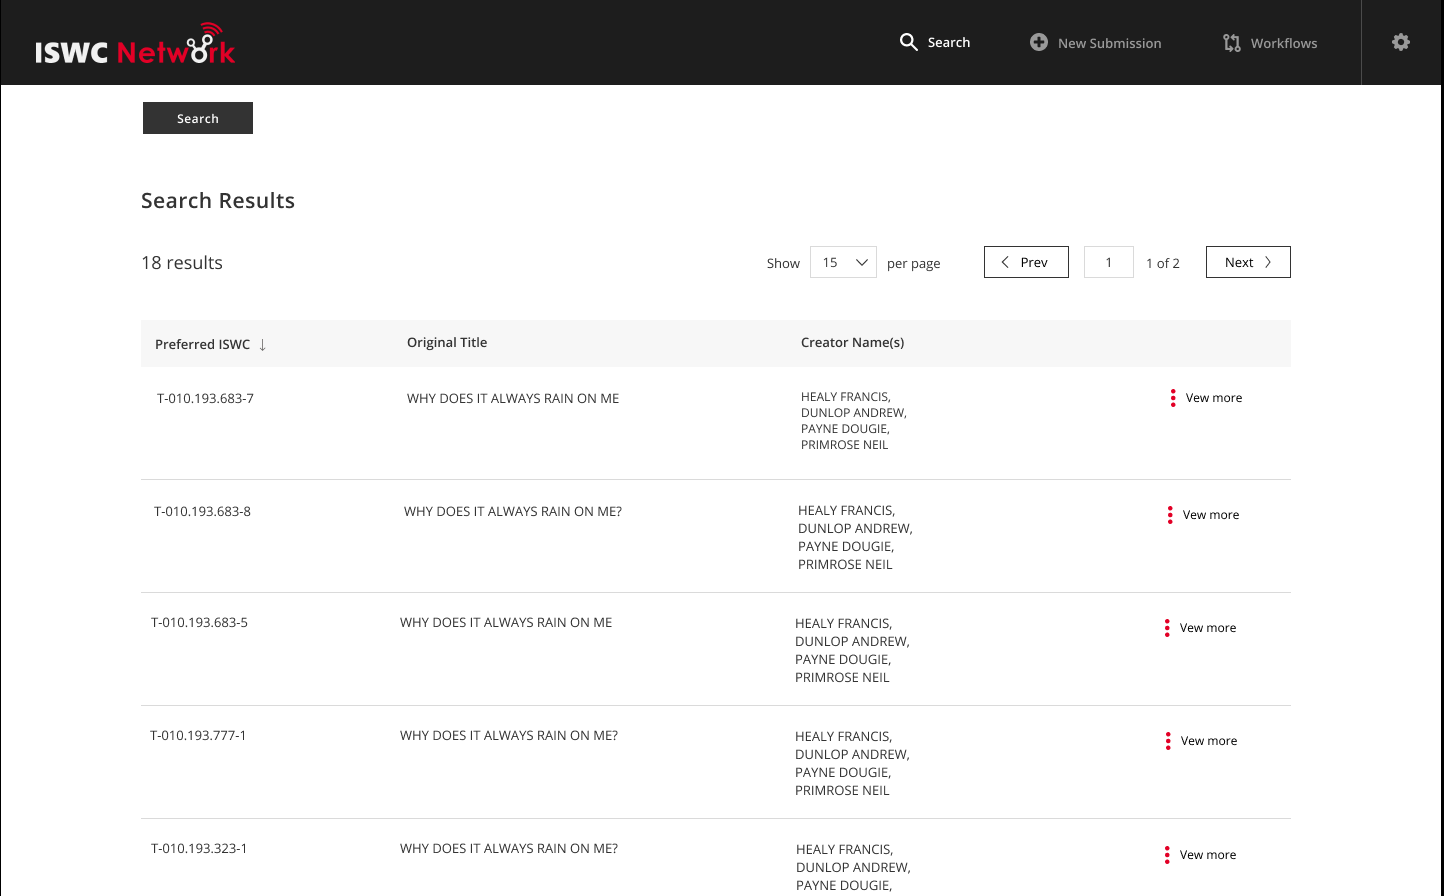 ISWC Network
Search
New Submission
Workflows
Search
Search Results
18 results
Show 15 per page
Prev
1
1 of 2
Next
Preferred ISWC ↓
Original Title
Creator Name(s)
T-010.193.683-7
WHY DOES IT ALWAYS RAIN ON ME
HEALY FRANCIS,
DUNLOP ANDREW,
PAYNE DOUGIE,
PRIMROSE NEIL
Vew more
T-010.193.683-8
WHY DOES IT ALWAYS RAIN ON ME?
HEALY FRANCIS,
DUNLOP ANDREW,
PAYNE DOUGIE,
PRIMROSE NEIL
Vew more
T-010.193.683-5
WHY DOES IT ALWAYS RAIN ON ME
HEALY FRANCIS,
DUNLOP ANDREW,
PAYNE DOUGIE,
PRIMROSE NEIL
Vew more
T-010.193.777-1
WHY DOES IT ALWAYS RAIN ON ME?
HEALY FRANCIS,
DUNLOP ANDREW,
PAYNE DOUGIE,
PRIMROSE NEIL
Vew more
T-010.193.323-1
WHY DOES IT ALWAYS RAIN ON ME?
HEALY FRANCIS,
DUNLOP ANDREW,
PAYNE DOUGIE,
Vew more